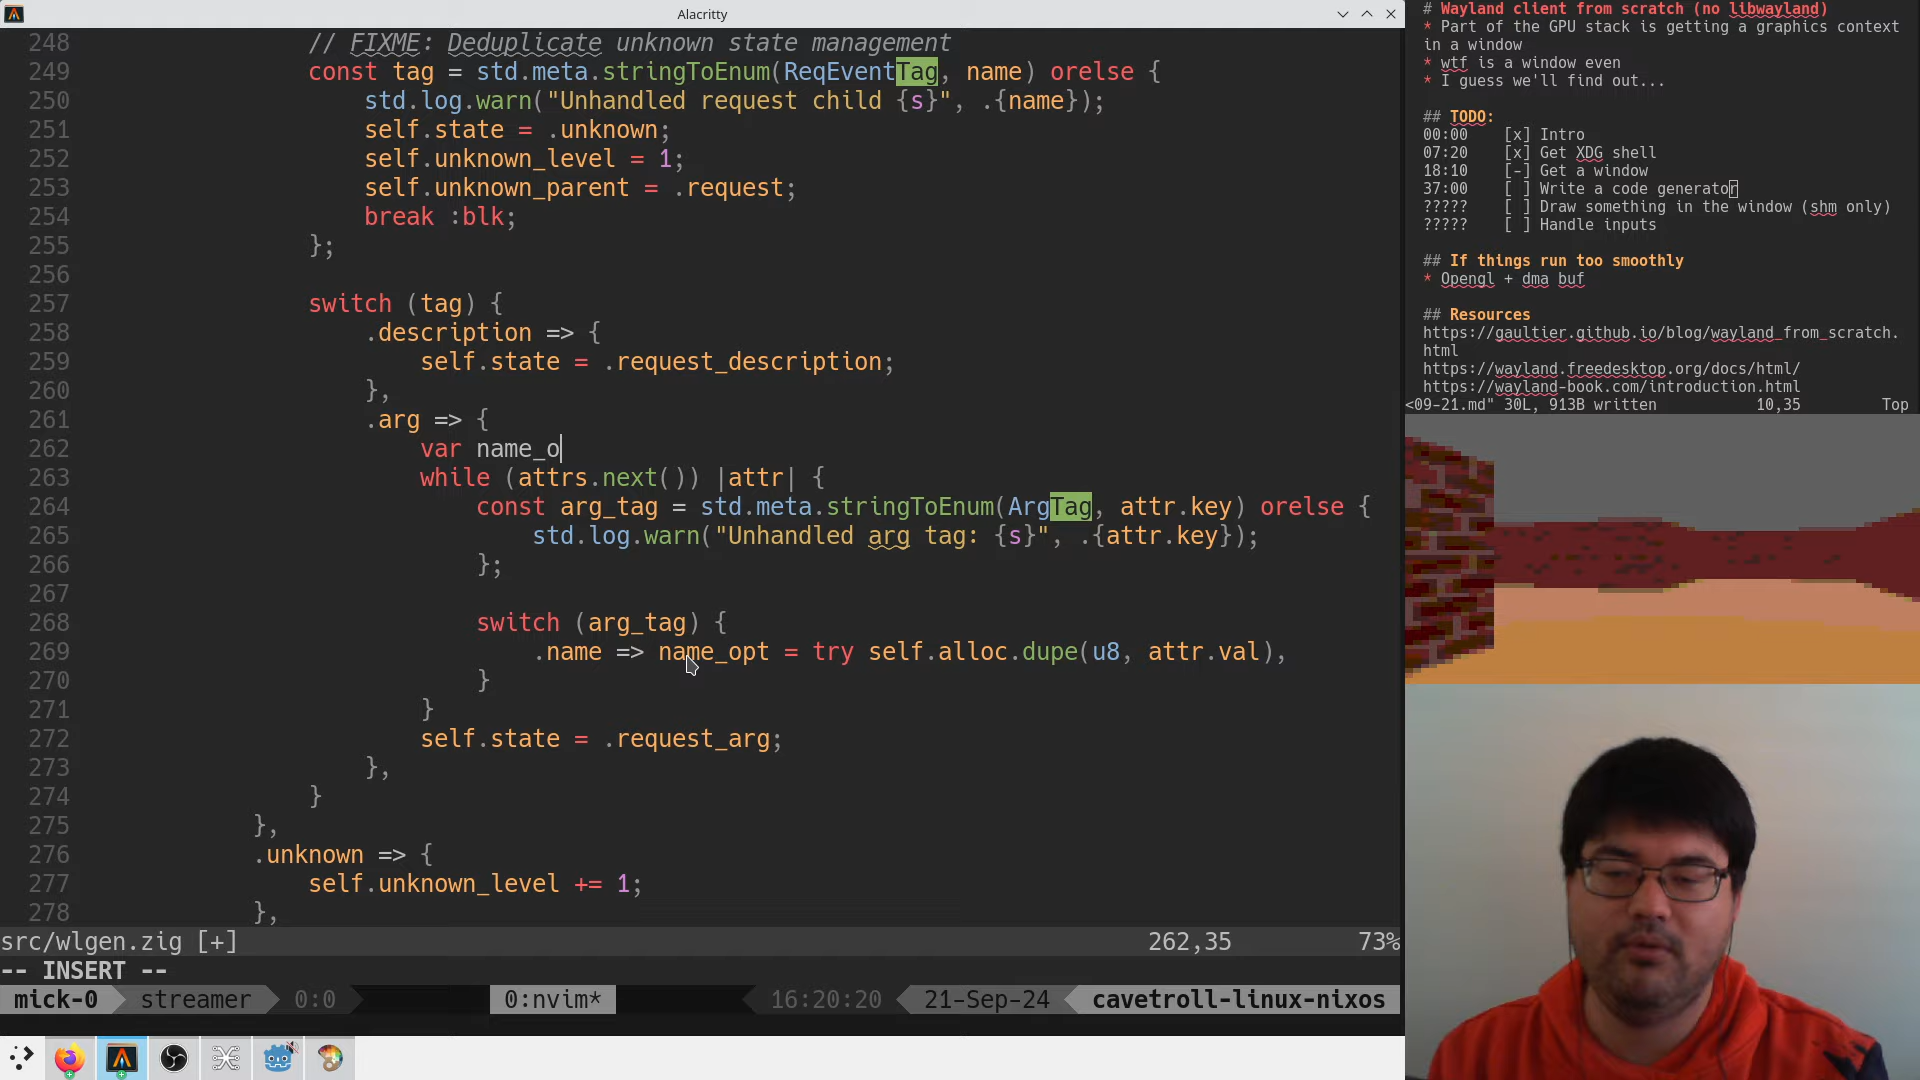 Alacritty
248 // FIXME: Deduplicate unknown state management
249 const tag = std.meta.stringToEnum(ReqEventTag, name) orelse {
250 std.log.warn("Unhandled request child {s}", .{name});
251 self.state = .unknown;
252 self.unknown_level = 1;
253 self.unknown_parent = .request;
254 break :blk;
255 };
256
257 switch (tag) {
258 .description => {
259 self.state = .request_description;
260 },
261 .arg => {
262 var name_o
263 while (attrs.next()) |attr| {
264 const arg_tag = std.meta.stringToEnum(ArgTag, attr.key) orelse {
265 std.log.warn("Unhandled arg tag: {s}", .{attr.key});
266 };
267
268 switch (arg_tag) {
269 .name => name_opt = try self.alloc.dupe(u8, attr.val),
270 }
271 }
272 self.state = .request_arg;
273 },
274 }
275 },
276 .unknown => {
277 self.unknown_level += 1;
278 },
src/wlgen.zig [+] 262,35 73%
-- INSERT --
mick-0 streamer 0:0 0:nvim* 16:20:20 21-Sep-24 cavetroll-linux-nixos
# Wayland client from scratch (no libwayland)
* Part of the GPU stack is getting a graphics context
in a window
* wtf is a window even
* I guess we'll find out...
## TODO:
00:00 [x] Intro
07:20 [x] Get XDG shell
18:10 [-] Get a window
37:00 [ ] Write a code generator
????? [ ] Draw something in the window (shm only)
????? [ ] Handle inputs
## If things run too smoothly
* Opengl + dma buf
## Resources
https://gaultier.github.io/blog/wayland_from_scratch.
html
https://wayland.freedesktop.org/docs/html/
https://wayland-book.com/introduction.html
<09-21.md" 30L, 913B written 10,35 Top